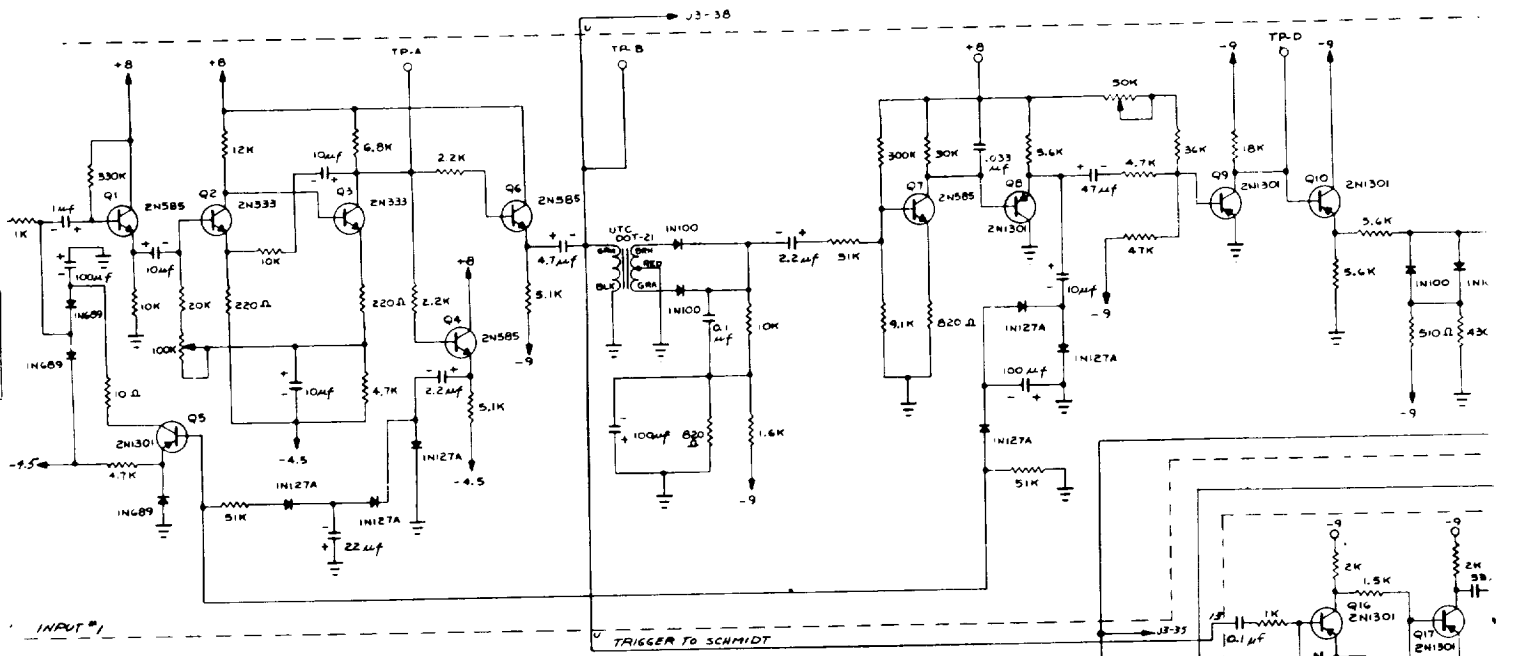 J3-38
U
TP-A
TP-B
TP-D
+8
+8
+8
-9
-9
50K
330K
12K
10µf
6.8K
2.2K
300K
30K
.033
µf
5.6K
36K
18K
Q1
Q2
Q3
Q6
Q7
Q8
Q9
Q10
1µf
2N585
2N333
2N333
2N585
2N585
47µf
4.7K
2N1301
2N1301
2N1301
1K
UTC
DOT-21
1N100
100µf
10µf
10K
4.7µf
BRN
RED
BLK
GRA
2.2µf
51K
47K
5.6K
10K
20K
220Ω
220Ω
2.2K
+8
5.1K
1N100
10K
9.1K
820Ω
10µf
5.6K
1N100
1N689
Q4
2N585
-9
0.1
µf
1N127A
-9
510Ω
43K
1N689
100K
1N127A
10Ω
10µf
4.7K
2.2µf
5.1K
100µf
-9
Q5
2N1301
100µf
820
Ω
1.6K
1N127A
-4.5
4.7K
-4.5
1N127A
-4.5
-9
51K
1N689
51K
1N127A
1N127A
22µf
-9
-9
2K
1.5K
2K
Q16
2N1301
Q17
2N1301
INPUT #1
U
TRIGGER TO SCHMIDT
J3-35
0.1µf
1K